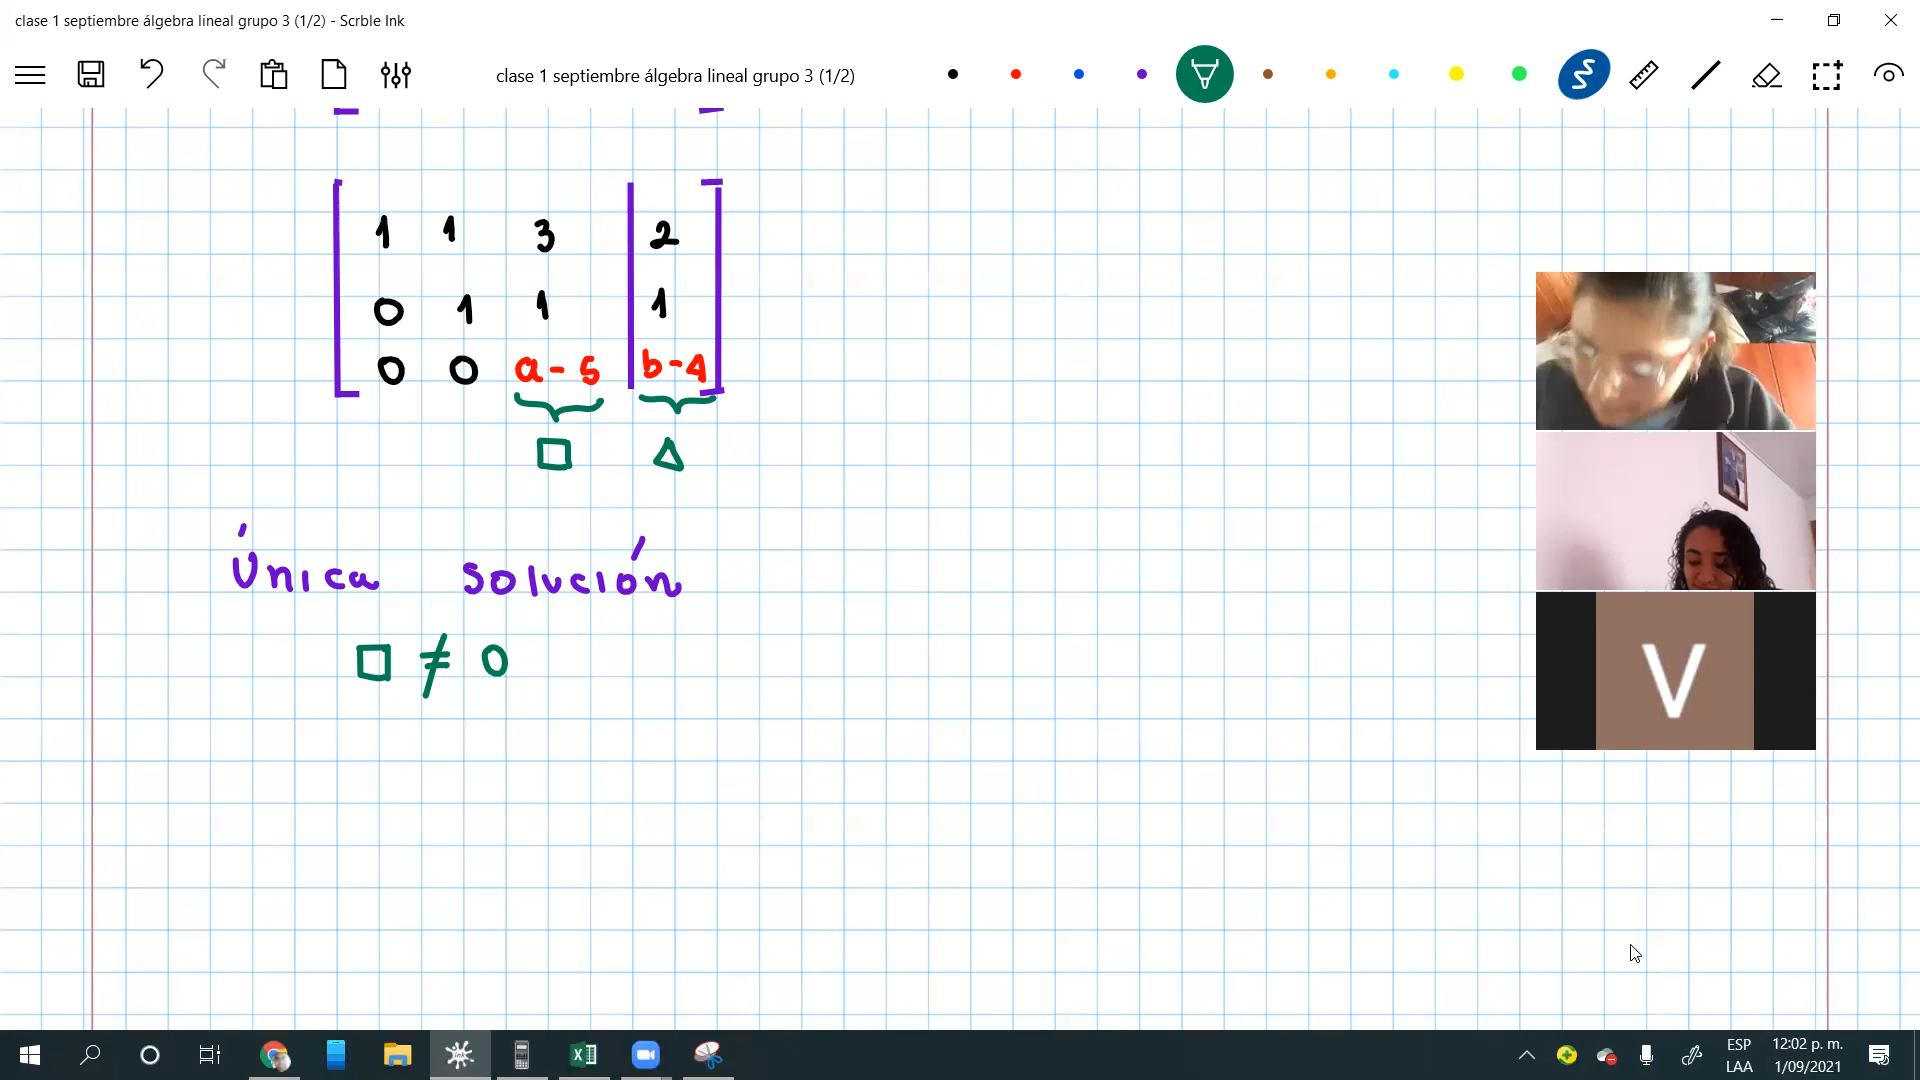 clase 1 septiembre álgebra lineal grupo 3 (1/2) - Scrble Ink
clase 1 septiembre álgebra lineal grupo 3 (1/2)
1 1 3 2
0 1 1 1
0 0 a-5 b-4
□ △
Única solución
□ ≠ 0
V
ESP
LAA
12:02 p. m.
1/09/2021